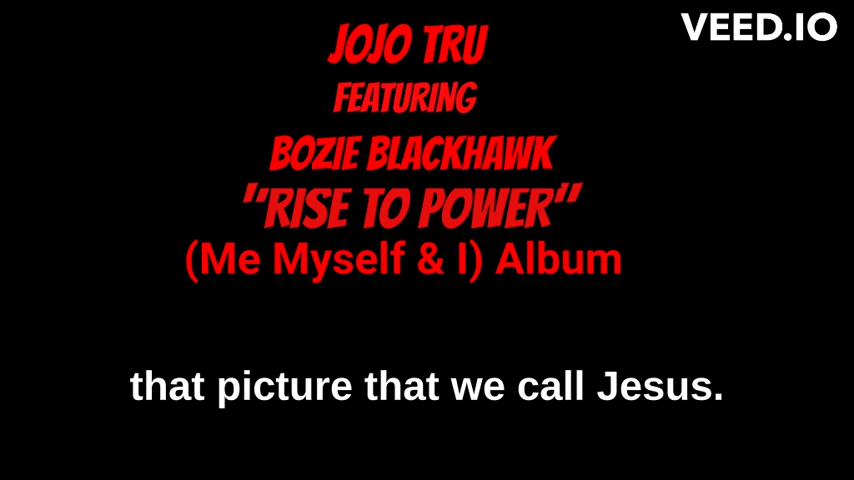 VEED.IO
JOJO TRU
FEATURING
BOZIE BLACKHAWK
"RISE TO POWER"
(Me Myself & I) Album
that picture that we call Jesus.